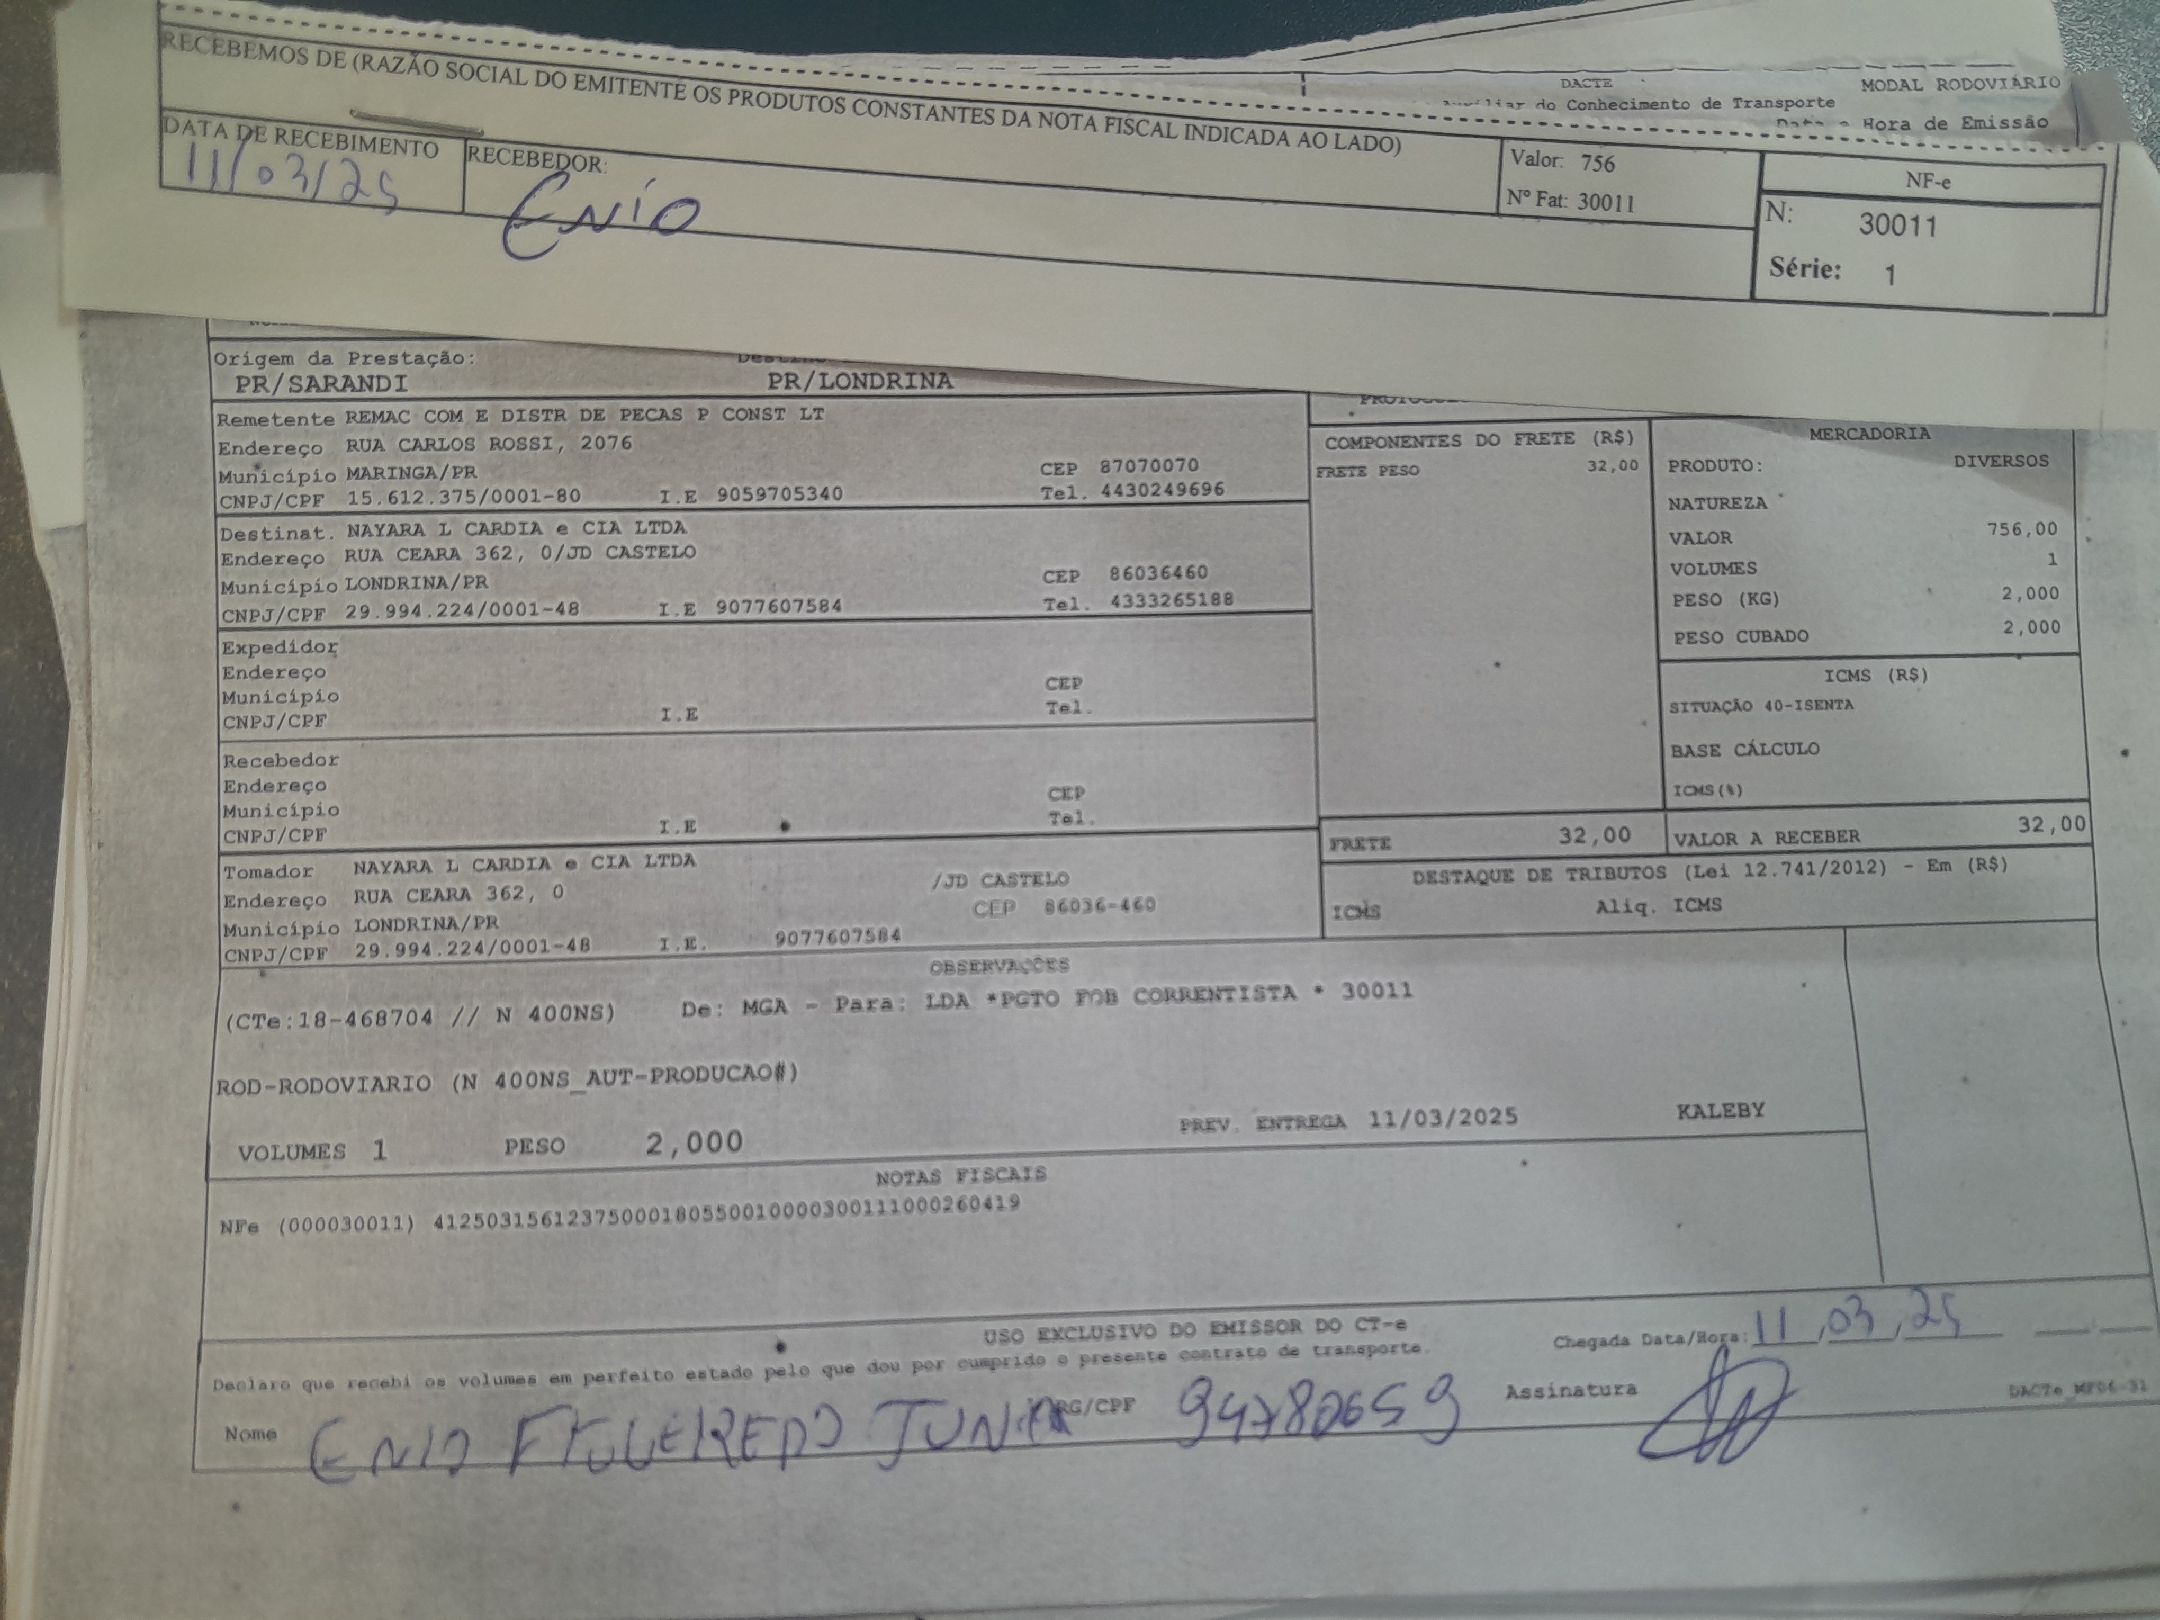 RECEBEMOS DE (RAZÃO SOCIAL DO EMITENTE OS PRODUTOS CONSTANTES DA NOTA FISCAL INDICADA AO LADO)
DATA DE RECEBIMENTO
11/03/25
RECEBEDOR:
Enio
Valor: 756
Nº Fat: 30011
NF-e
N: 30011
Série: 1
DACTE
MODAL RODOVIÁRIO
do Conhecimento de Transporte
Hora de Emissão
Origem da Prestação:
PR/SARANDI PR/LONDRINA
Remetente REMAC COM E DISTR DE PECAS P CONST LT
Endereço RUA CARLOS ROSSI, 2076
Município MARINGA/PR CEP 87070070
CNPJ/CPF 15.612.375/0001-80 I.E 9059705340 Tel. 4430249696
Destinat. NAYARA L CARDIA e CIA LTDA
Endereço RUA CEARA 362, 0/JD CASTELO
Município LONDRINA/PR CEP 86036460
CNPJ/CPF 29.994.224/0001-48 I.E 9077607584 Tel. 4333265188
Expedidor
Endereço
Município CEP
CNPJ/CPF I.E Tel.
Recebedor
Endereço
Município CEP
CNPJ/CPF I.E Tel.
Tomador NAYARA L CARDIA e CIA LTDA
Endereço RUA CEARA 362, 0 /JD CASTELO
Município LONDRINA/PR CEP 86036-460
CNPJ/CPF 29.994.224/0001-48 I.E. 9077607584
COMPONENTES DO FRETE (R$)
FRETE PESO 32,00
MERCADORIA
PRODUTO: DIVERSOS
NATUREZA
VALOR 756,00
VOLUMES 1
PESO (KG) 2,000
PESO CUBADO 2,000
ICMS (R$)
SITUAÇÃO 40-ISENTA
BASE CÁLCULO
ICMS(%)
FRETE 32,00 VALOR A RECEBER 32,00
DESTAQUE DE TRIBUTOS (Lei 12.741/2012) - Em (R$)
ICMS Aliq. ICMS
OBSERVAÇÕES
(CTe:18-468704 // N 400NS) De: MGA - Para: LDA *PGTO FOB CORRENTISTA * 30011
ROD-RODOVIARIO (N 400NS_AUT-PRODUCAO#)
VOLUMES 1 PESO 2,000 PREV. ENTREGA 11/03/2025 KALEBY
NOTAS FISCAIS
NFe (000030011) 41250315612375000180550010000300111000260419
USO EXCLUSIVO DO EMISSOR DO CT-e
Declaro que recebi os volumes em perfeito estado pelo que dou por cumprido o presente contrato de transporte.
Chegada Data/Hora: 11/03/25
Nome ENIO FIGUEREDO JUNIR RG/CPF 94780659 Assinatura
DACTe_MF06-31